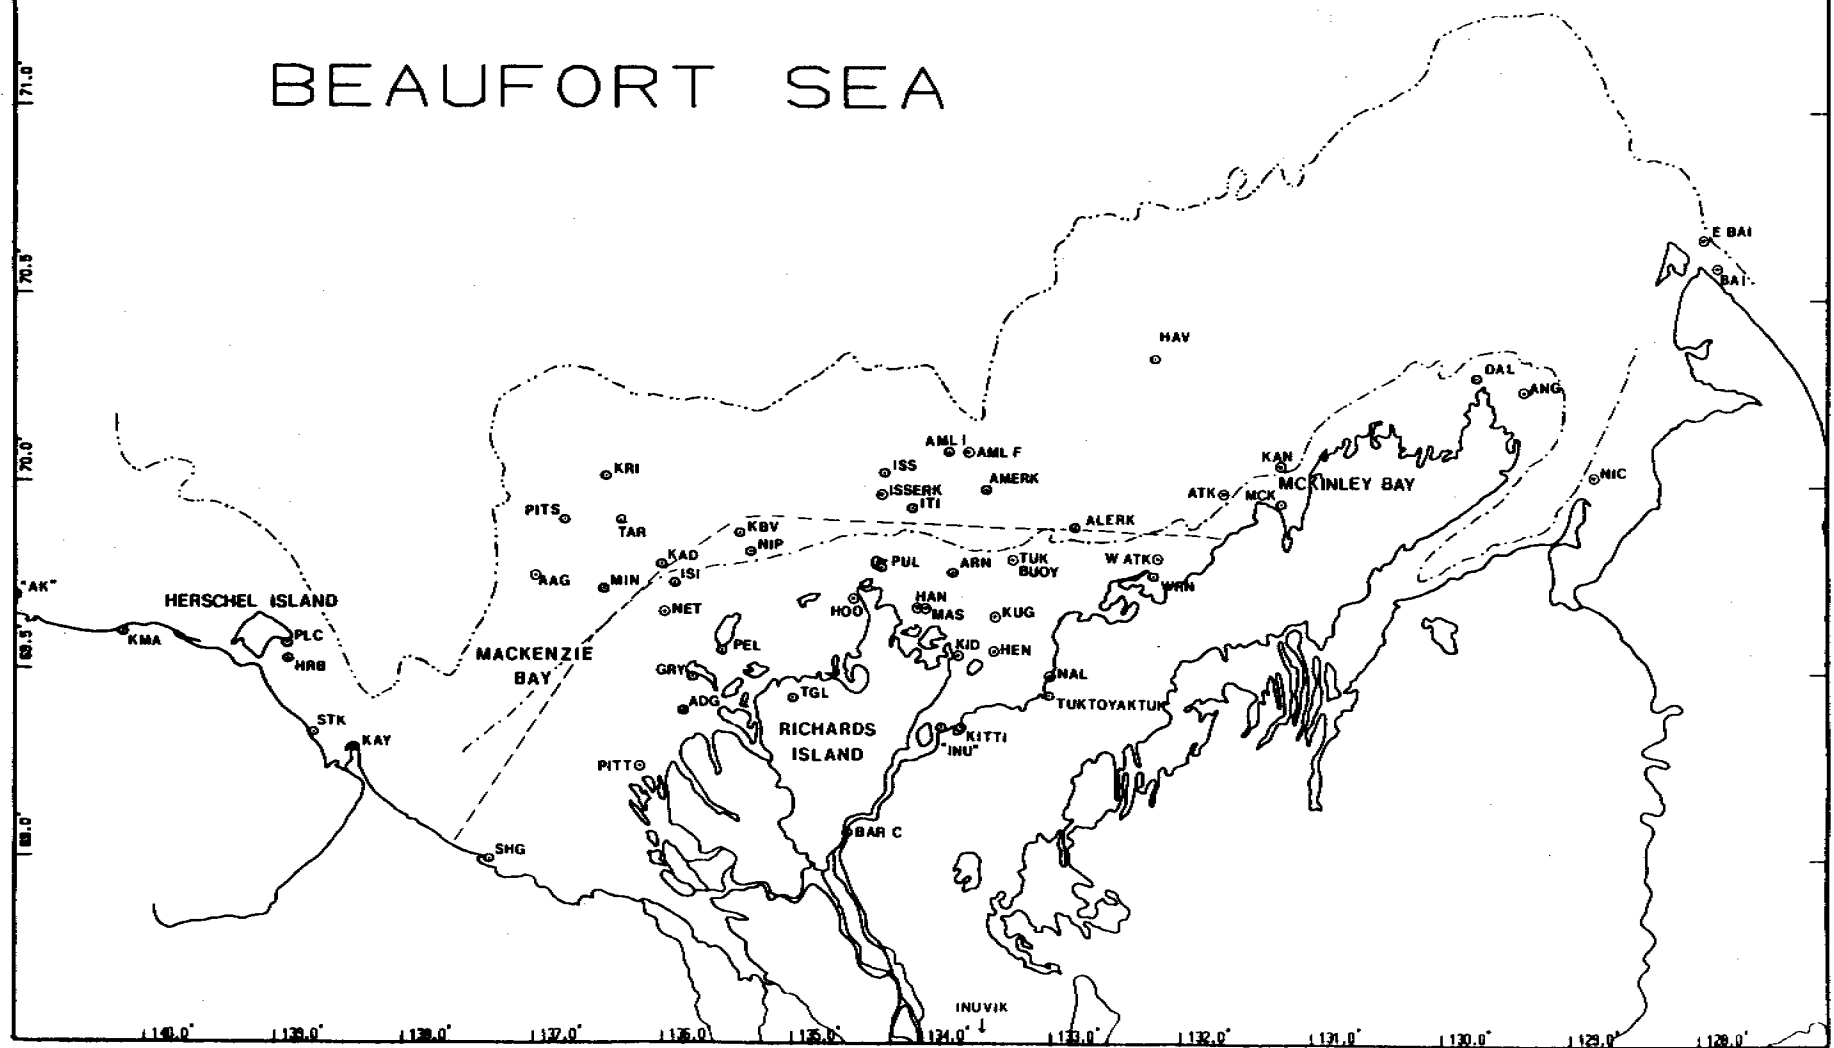 BEAUFORT SEA
71.0°
70.5°
70.0°
69.5°
69.0°
E BAI
BAI
HAV
DAL
ANG
AML I
AML F
KRI
ISS
KAN
MCKINLEY BAY
NIC
AMERK
ISSERK
ATK
MCK
PITS
ITI
TAR
KBV
ALERK
NIP
KAD
PUL
ARN
TUK
BUOY
W ATK
"AK"
AAG
MIN
ISI
WRN
HERSCHEL ISLAND
NET
HOO
HAN
MAS
KUG
KMA
PLC
HRB
MACKENZIE
BAY
PEL
KID
HEN
GRY
NAL
TGL
ADG
TUKTOYAKTUK
STK
KAY
RICHARDS
ISLAND
KITTI
"INU"
PITT
BAR C
SHG
INUVIK
140.0°
139.0°
138.0°
137.0°
136.0°
135.0°
134.0°
133.0°
132.0°
131.0°
130.0°
129.0°
128.0°